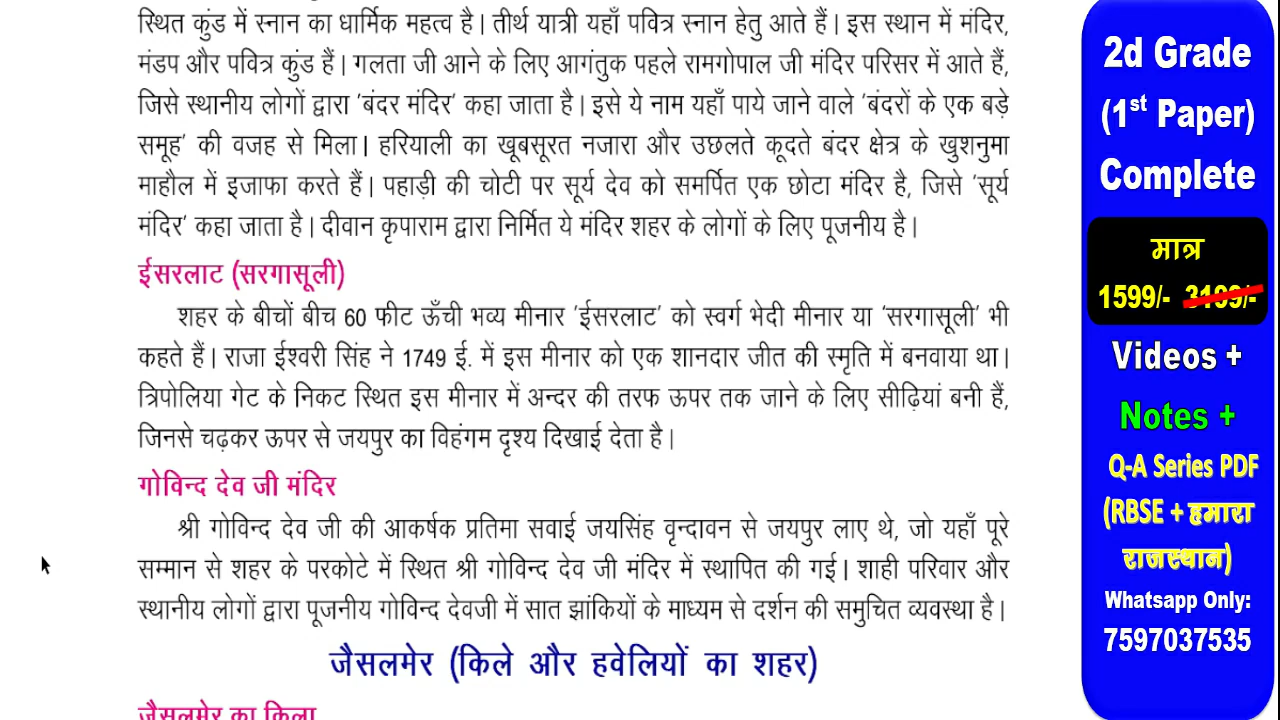 स्थित कुंड में स्नान का धार्मिक महत्व है। तीर्थ यात्री यहाँ पवित्र स्नान हेतु आते हैं। इस स्थान में मंदिर,
मंडप और पवित्र कुंड हैं। गलता जी आने के लिए आगंतुक पहले रामगोपाल जी मंदिर परिसर में आते हैं,
जिसे स्थानीय लोगों द्वारा 'बंदर मंदिर' कहा जाता है। इसे ये नाम यहाँ पाये जाने वाले 'बंदरों के एक बड़े
समूह' की वजह से मिला। हरियाली का खूबसूरत नजारा और उछलते कूदते बंदर क्षेत्र के खुशनुमा
माहौल में इजाफा करते हैं। पहाड़ी की चोटी पर सूर्य देव को समर्पित एक छोटा मंदिर है, जिसे 'सूर्य
मंदिर' कहा जाता है। दीवान कृपाराम द्वारा निर्मित ये मंदिर शहर के लोगों के लिए पूजनीय है।
ईसरलाट (सरगासूली)
शहर के बीचों बीच 60 फीट ऊँची भव्य मीनार 'ईसरलाट' को स्वर्ग भेदी मीनार या 'सरगासूली' भी
कहते हैं। राजा ईश्वरी सिंह ने 1749 ई. में इस मीनार को एक शानदार जीत की स्मृति में बनवाया था।
त्रिपोलिया गेट के निकट स्थित इस मीनार में अन्दर की तरफ ऊपर तक जाने के लिए सीढ़ियां बनी हैं,
जिनसे चढ़कर ऊपर से जयपुर का विहंगम दृश्य दिखाई देता है।
गोविन्द देव जी मंदिर
श्री गोविन्द देव जी की आकर्षक प्रतिमा सवाई जयसिंह वृन्दावन से जयपुर लाए थे, जो यहाँ पूरे
सम्मान से शहर के परकोटे में स्थित श्री गोविन्द देव जी मंदिर में स्थापित की गई। शाही परिवार और
स्थानीय लोगों द्वारा पूजनीय गोविन्द देवजी में सात झांकियों के माध्यम से दर्शन की समुचित व्यवस्था है।
जैसलमेर (किले और हवेलियों का शहर)
जैसलमेर का किला
2d Grade
(1st Paper)
Complete
मात्र
1599/- 3199/-
Videos +
Notes +
Q-A Series PDF
(RBSE + हमारा
राजस्थान)
Whatsapp Only:
7597037535